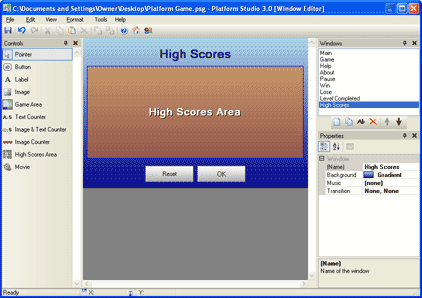 C:\Documents and Settings\Owner\Desktop\Platform Game.psg - Platform Studio 3.0 [Window Editor]
File Edit View Format Tools Help
Controls
Pointer
Button
A Label
Image
Game Area
Text Counter
Image & Text Counter
Image Counter
High Scores Area
Movie
High Scores
High Scores Area
Reset
OK
Windows
Main
Game
Help
About
Pause
Win
Lose
Level Completed
High Scores
Properties
Window
(Name) High Scores
Background Gradient
Music (none)
Transition None, None
(Name)
Name of the window
Ready
X: Y: